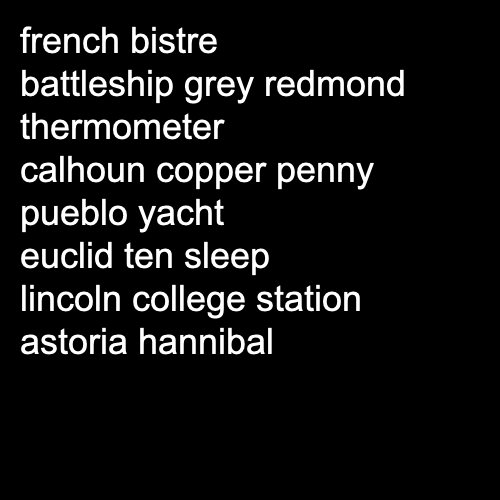 french bistre
battleship grey redmond
thermometer
calhoun copper penny
pueblo yacht
euclid ten sleep
lincoln college station
astoria hannibal